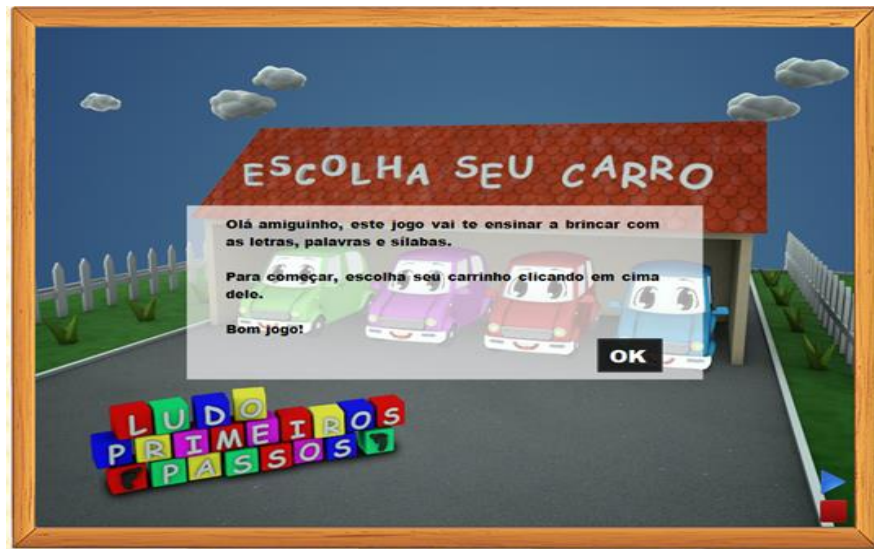 ESCOLHA SEU CARRO
Olá amiguinho, este jogo vai te ensinar a brincar com
as letras, palavras e sílabas.
Para começar, escolha seu carrinho clicando em cima
dele.
Bom jogo!
OK
LUDO
PRIMEIROS
PASSOS